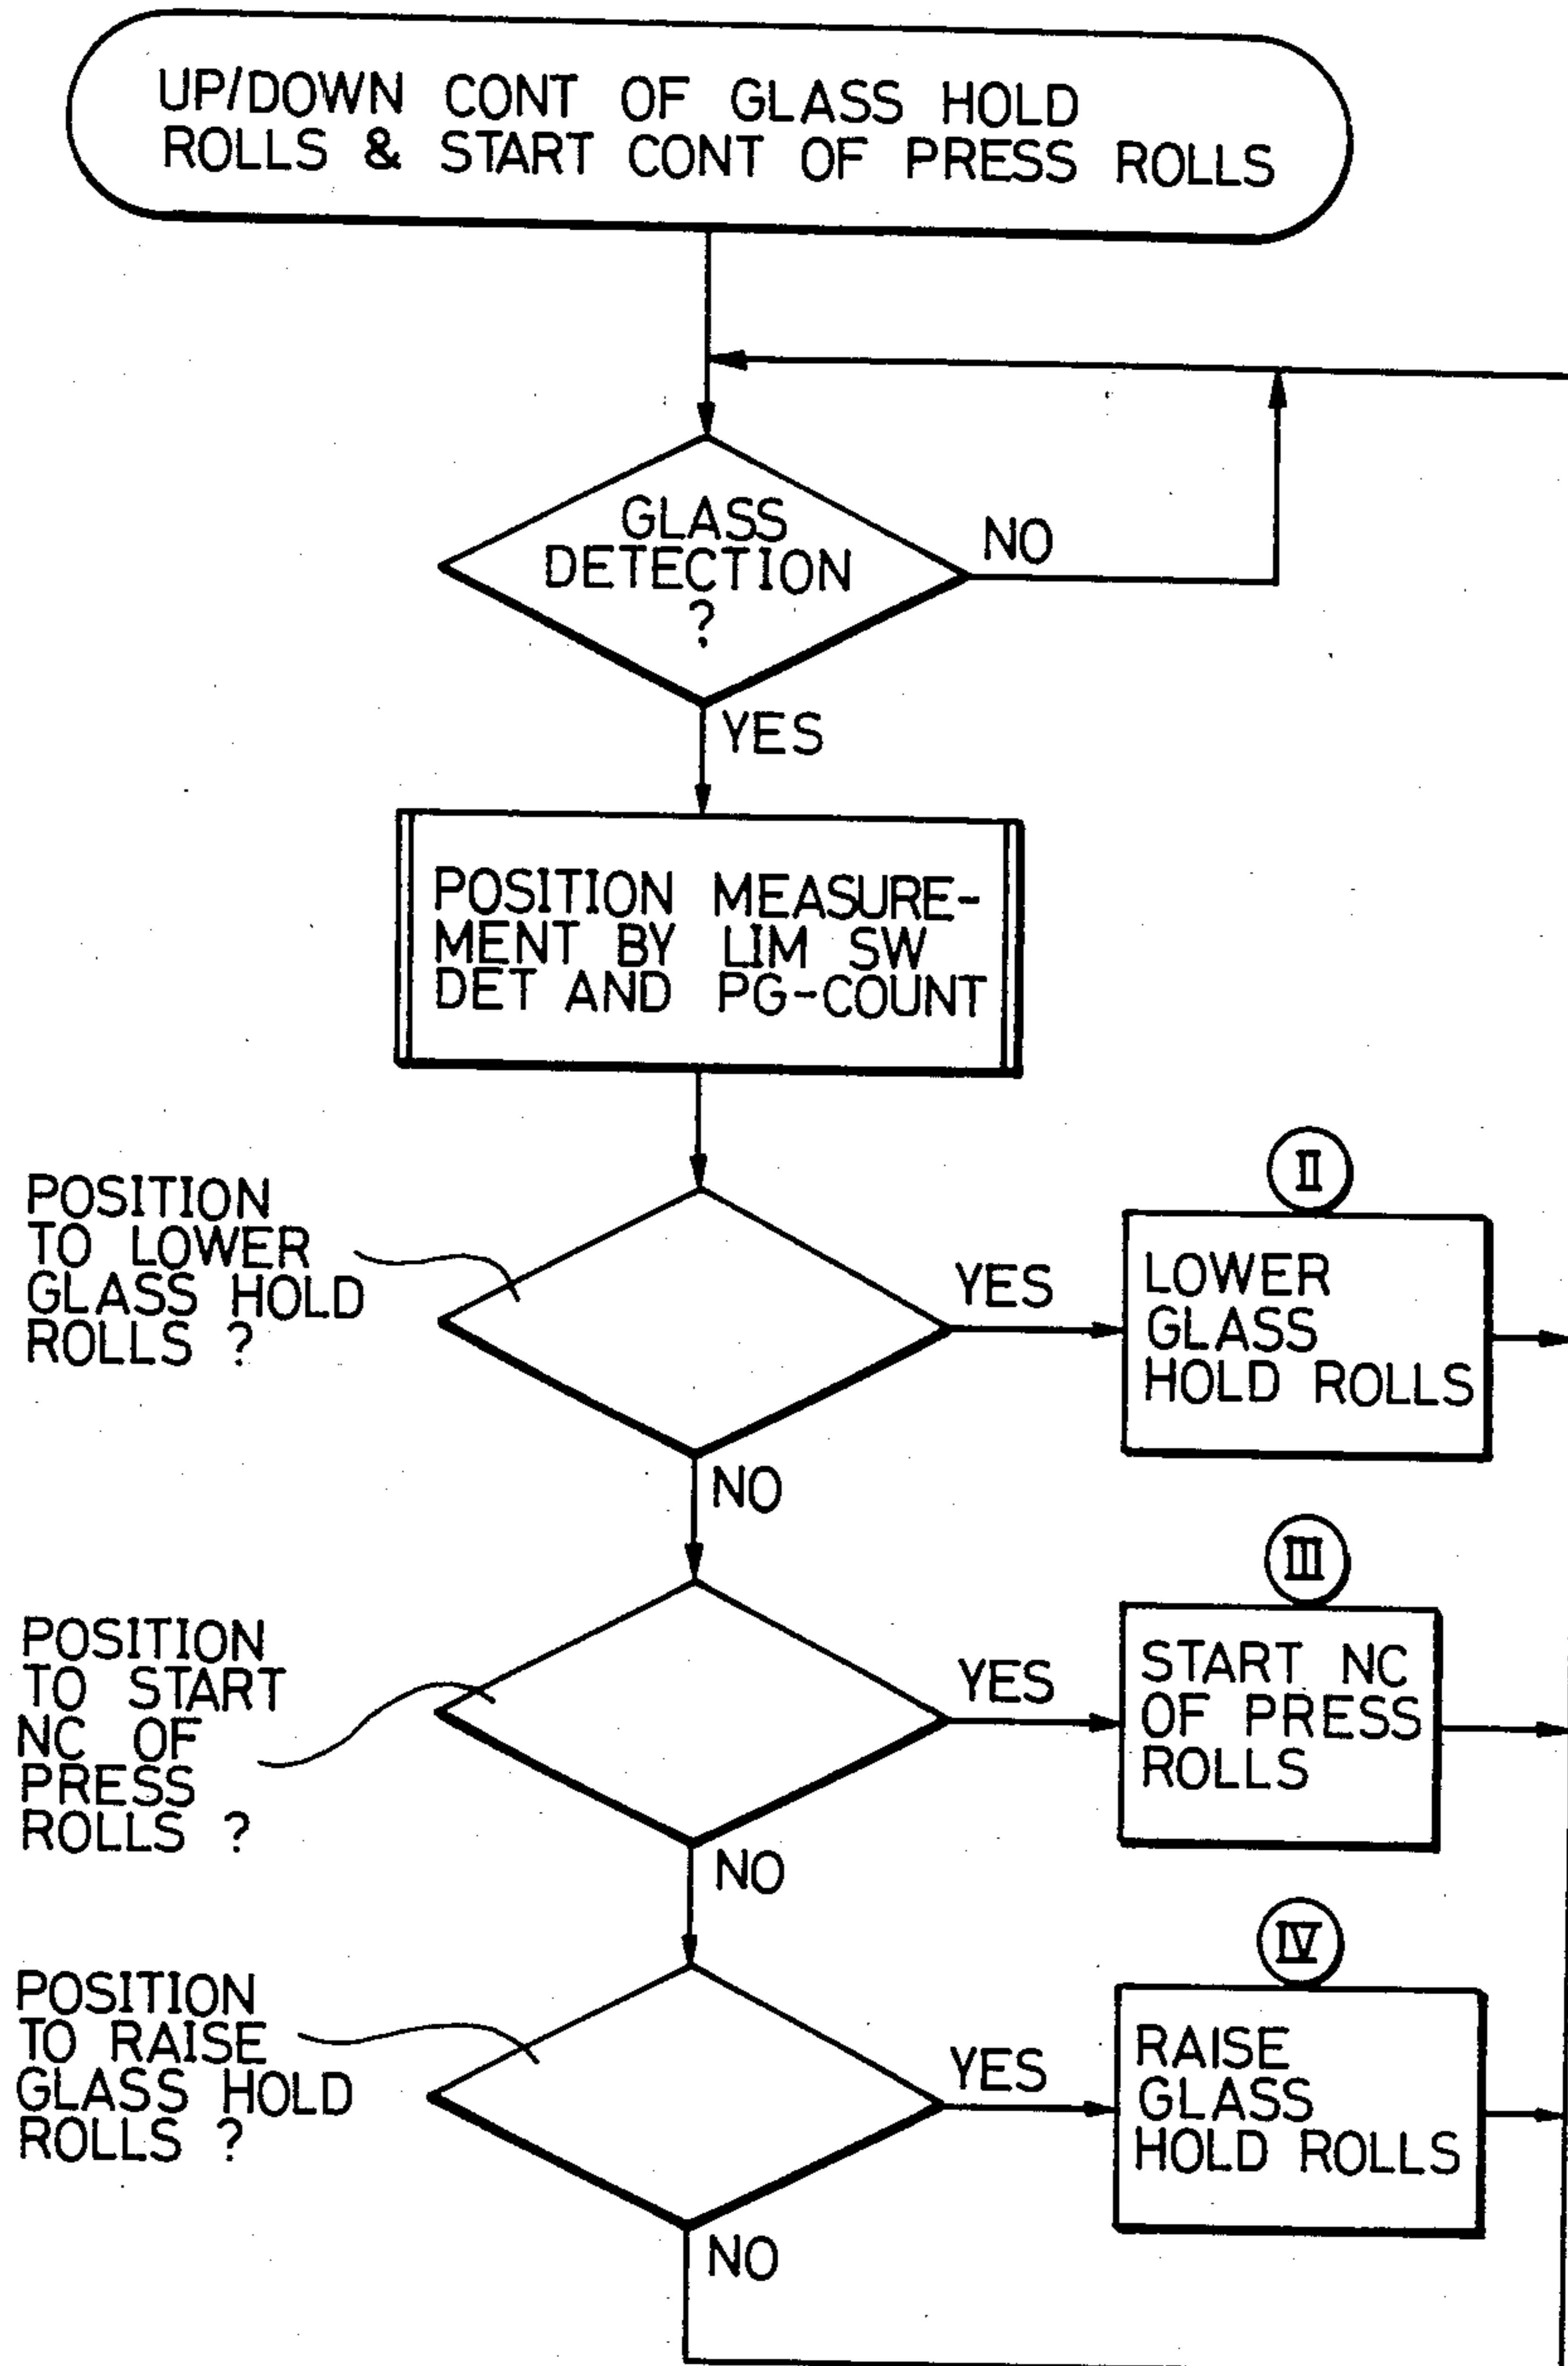 UP/DOWN CONT OF GLASS HOLD
ROLLS & START CONT OF PRESS ROLLS
GLASS
DETECTION
?
NO
YES
POSITION MEASURE-
MENT BY LIM SW
DET AND PG-COUNT
POSITION
TO LOWER
GLASS HOLD
ROLLS ?
YES
II
LOWER
GLASS
HOLD ROLLS
NO
POSITION
TO START
NC OF
PRESS
ROLLS ?
YES
III
START NC
OF PRESS
ROLLS
NO
POSITION
TO RAISE
GLASS HOLD
ROLLS ?
YES
IV
RAISE
GLASS
HOLD ROLLS
NO